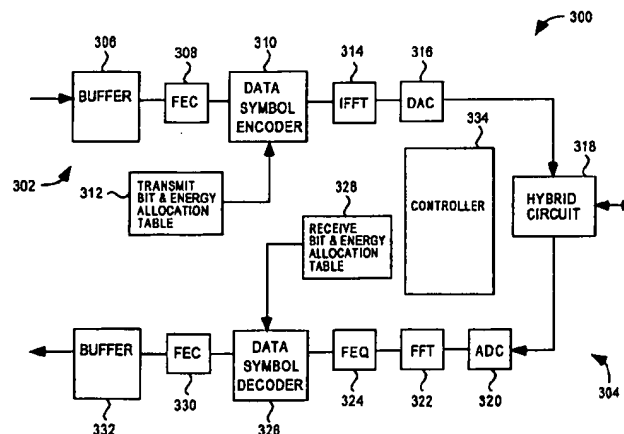 300
306
308
310
314
316
BUFFER
FEC
DATA
SYMBOL
ENCODER
IFFT
DAC
334
318
302
312
TRANSMIT
BIT & ENERGY
ALLOCATION
TABLE
328
RECEIVE
BIT & ENERGY
ALLOCATION
TABLE
CONTROLLER
HYBRID
CIRCUIT
BUFFER
FEC
DATA
SYMBOL
DECODER
FEQ
FFT
ADC
332
330
326
324
322
320
304